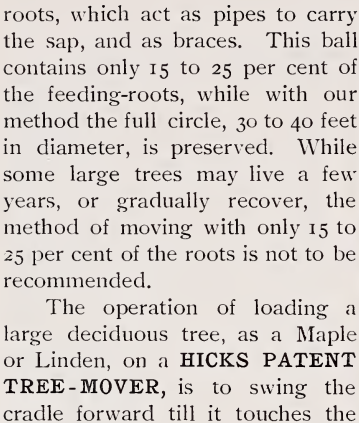 roots, which act as pipes to carry
the sap, and as braces. This ball
contains only 15 to 25 per cent of
the feeding-roots, while with our
method the full circle, 30 to 40 feet
in diameter, is preserved. While
some large trees may live a few
years, or gradually recover, the
method of moving with only 15 to
25 per cent of the roots is not to be
recommended.
The operation of loading a
large deciduous tree, as a Maple
or Linden, on a HICKS PATENT
TREE-MOVER, is to swing the
cradle forward till it touches the